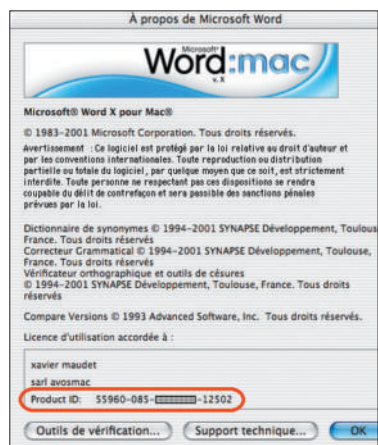 À propos de Microsoft Word
Microsoft®
Word:mac
v. X
Microsoft® Word X pour Mac®
© 1983–2001 Microsoft Corporation. Tous droits réservés.
Avertissement : Ce logiciel est protégé par la loi relative au droit d'auteur et
par les conventions internationales. Toute reproduction ou distribution
partielle ou totale du logiciel, par quelque moyen que ce soit, est strictement
interdite. Toute personne ne respectant pas ces dispositions se rendra
coupable du délit de contrefaçon et sera passible des sanctions pénales
prévues par la loi.
Dictionnaire de synonymes © 1994–2001 SYNAPSE Développement, Toulous
France. Tous droits réservés
Correcteur Grammatical © 1994–2001 SYNAPSE Développement, Toulouse,
France. Tous droits réservés
Vérificateur orthographique et outils de césures
© 1994–2001 SYNAPSE Développement, Toulouse, France. Tous droits
réservés
Compare Versions © 1993 Advanced Software, Inc. Tous droits réservés.
Licence d'utilisation accordée à :
xavier maudet
sarl avosmac
Product ID: 55960-085- -12502
Outils de vérification... Support technique... OK